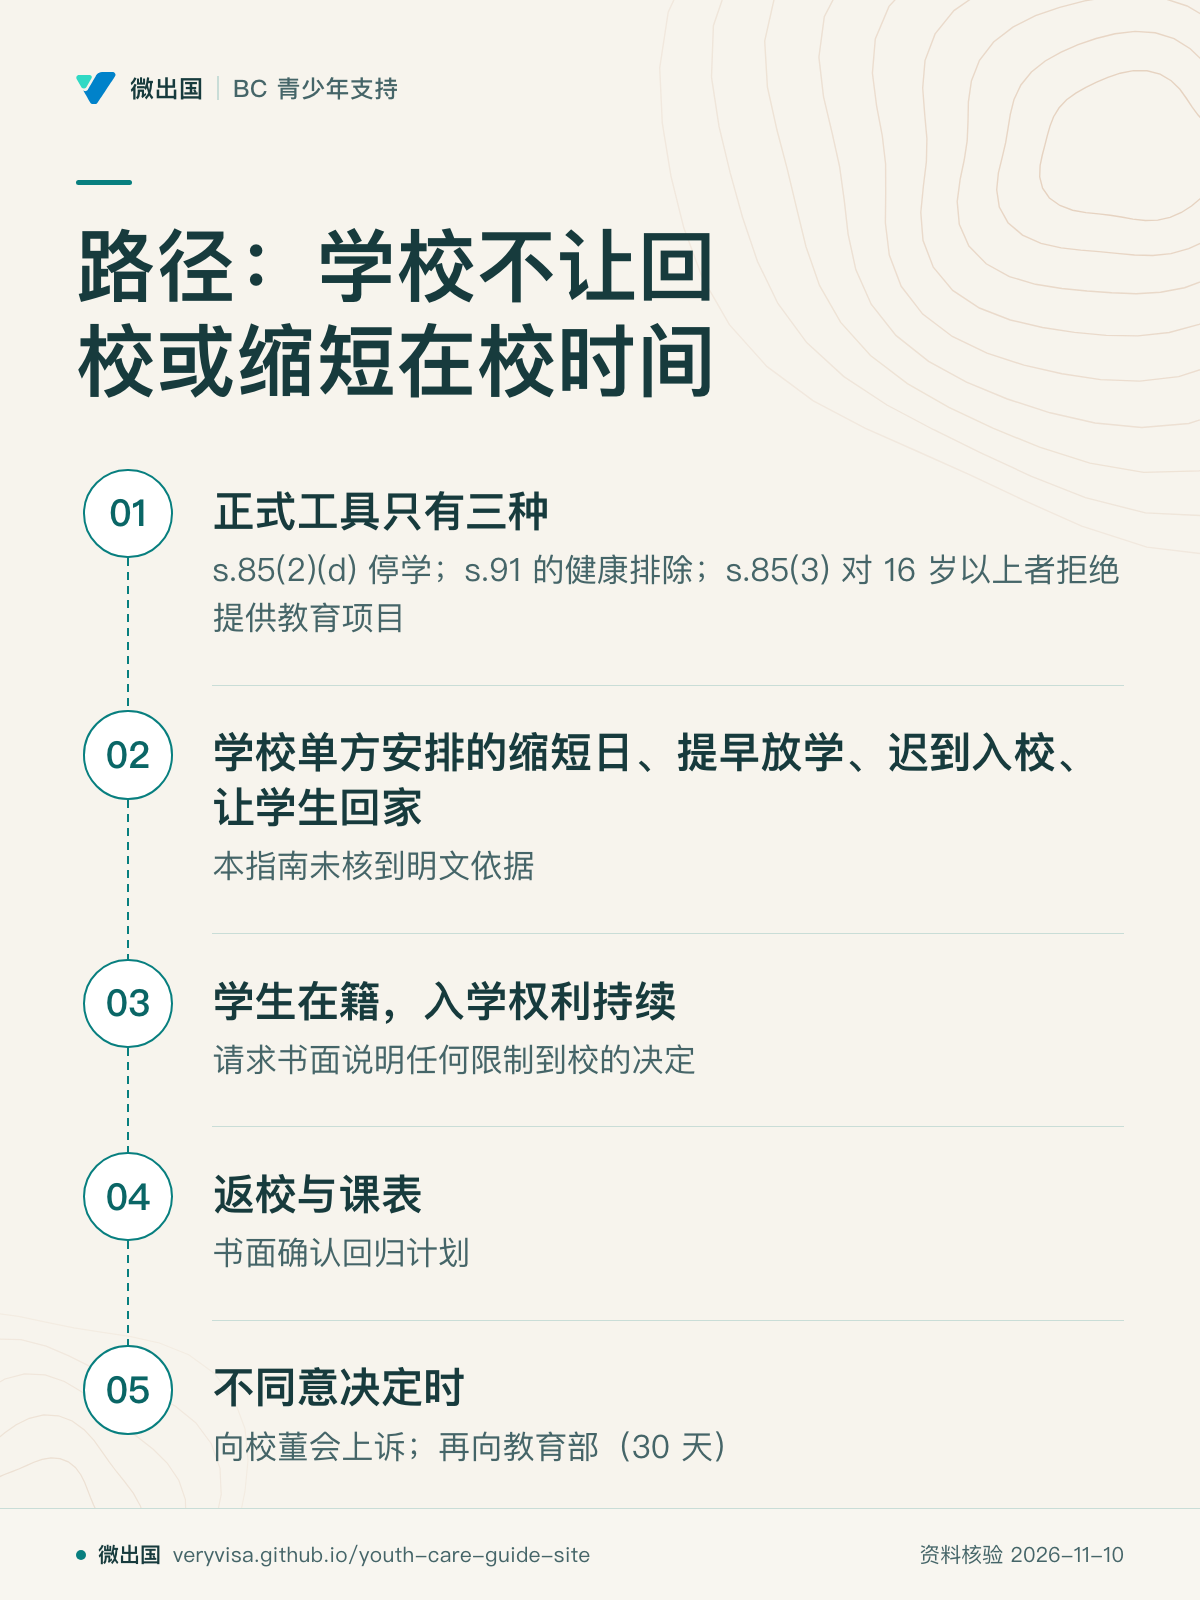 微出国 | BC 青少年支持
路径：学校不让回
校或缩短在校时间
01
正式工具只有三种
s.85(2)(d) 停学；s.91 的健康排除；s.85(3) 对 16 岁以上者拒绝
提供教育项目
02
学校单方安排的缩短日、提早放学、迟到入校、
让学生回家
本指南未核到明文依据
03
学生在籍，入学权利持续
请求书面说明任何限制到校的决定
04
返校与课表
书面确认回归计划
05
不同意决定时
向校董会上诉；再向教育部（30 天）
微出国 veryvisa.github.io/youth-care-guide-site
资料核验 2026-11-10